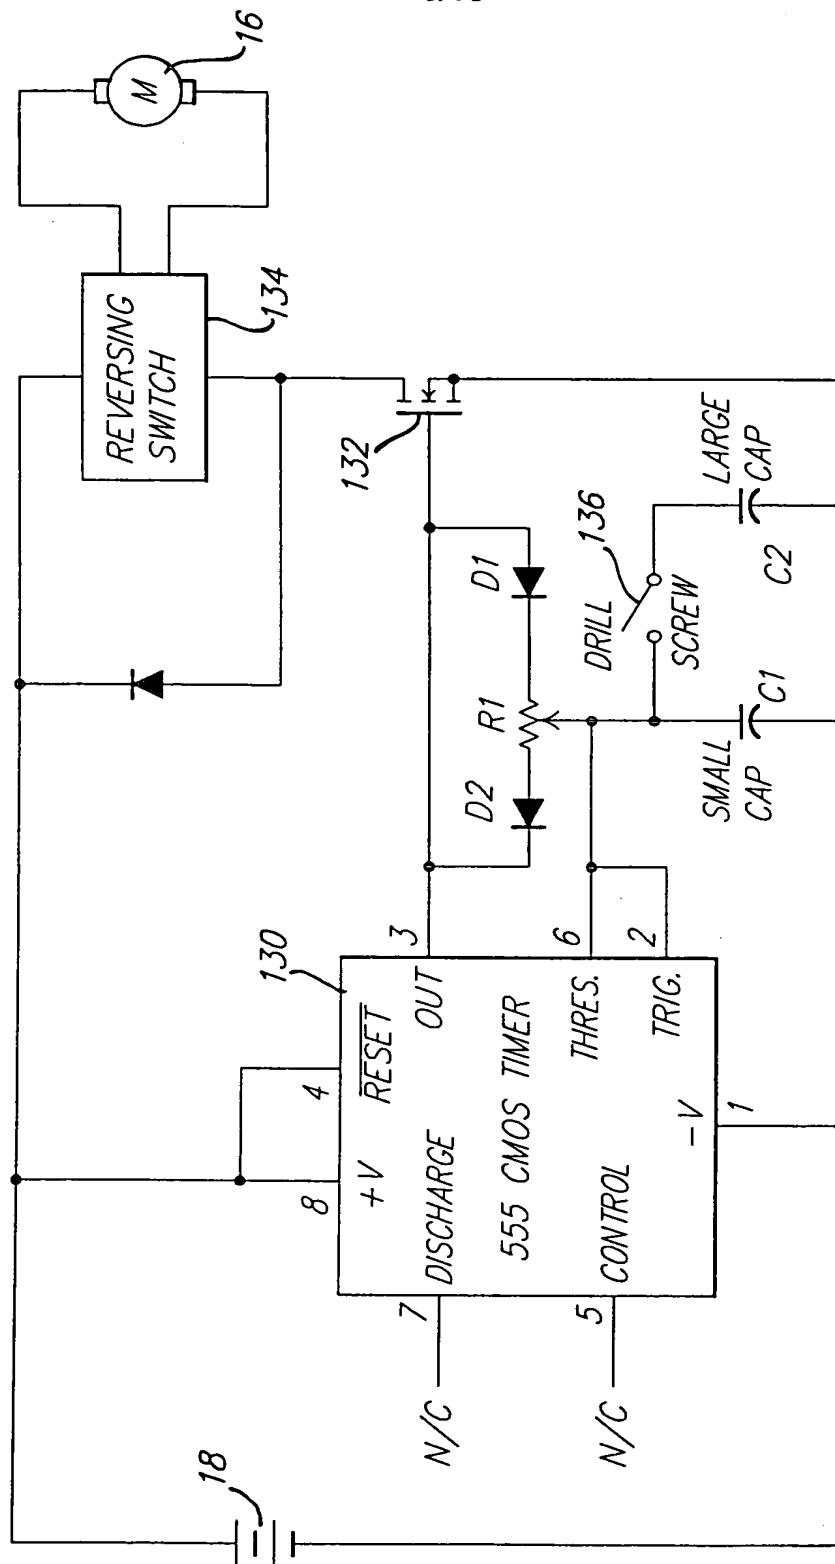 18
N/C
N/C
7
5
8
4
3
6
2
1
130
+V
RESET
OUT
DISCHARGE
555 CMOS TIMER
THRES.
CONTROL
TRIG.
-V
D2
R1
D1
SMALL
CAP
C1
DRILL
SCREW
136
LARGE
CAP
C2
132
REVERSING
SWITCH
134
M
16